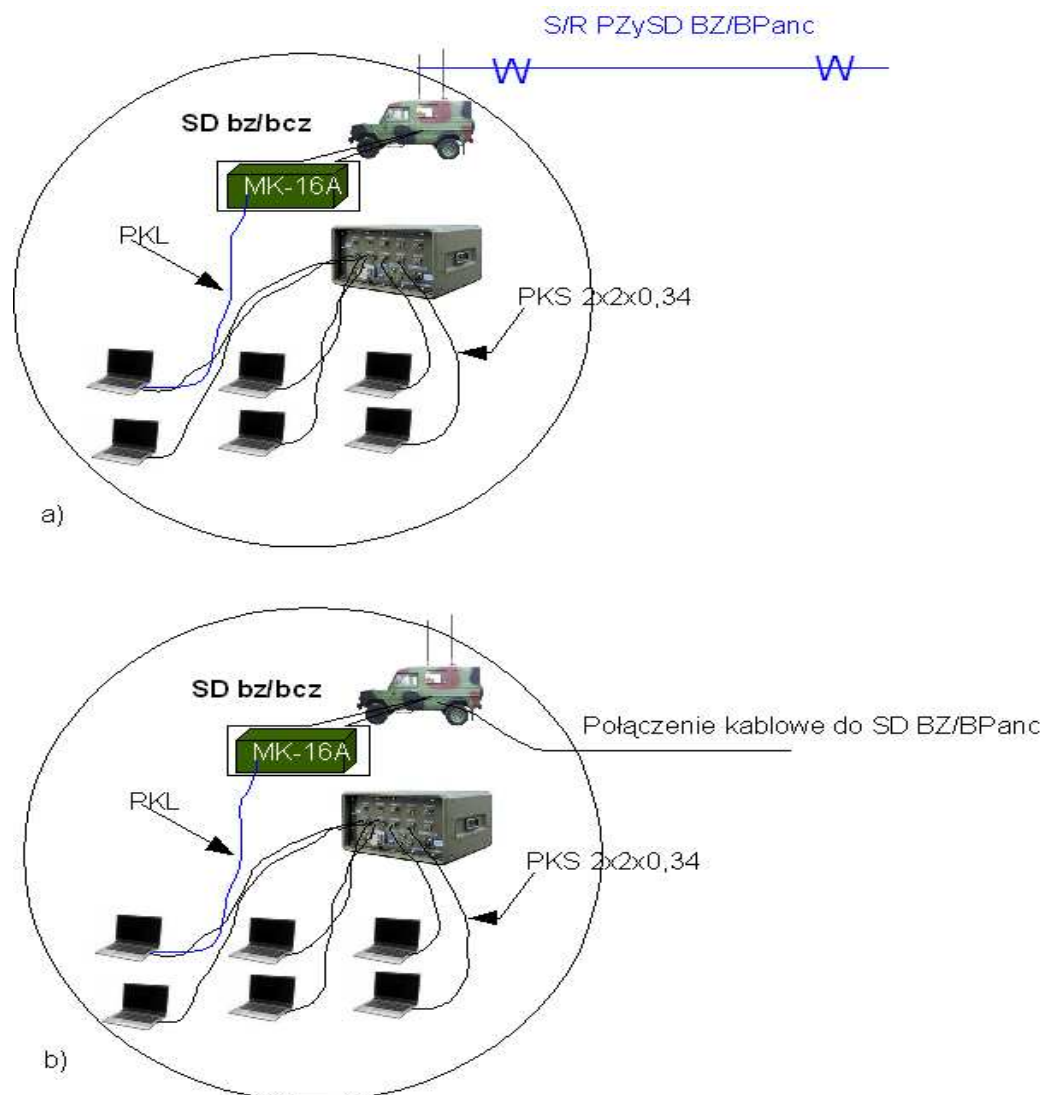 S/R PZySD BZ/BPanc
W W
SD bz/bcz
MK-16A
PKL
PKS 2x2x0,34
a)
SD bz/bcz
MK-16A
Połączenie kablowe do SD BZ/BPanc
PKL
PKS 2x2x0,34
b)